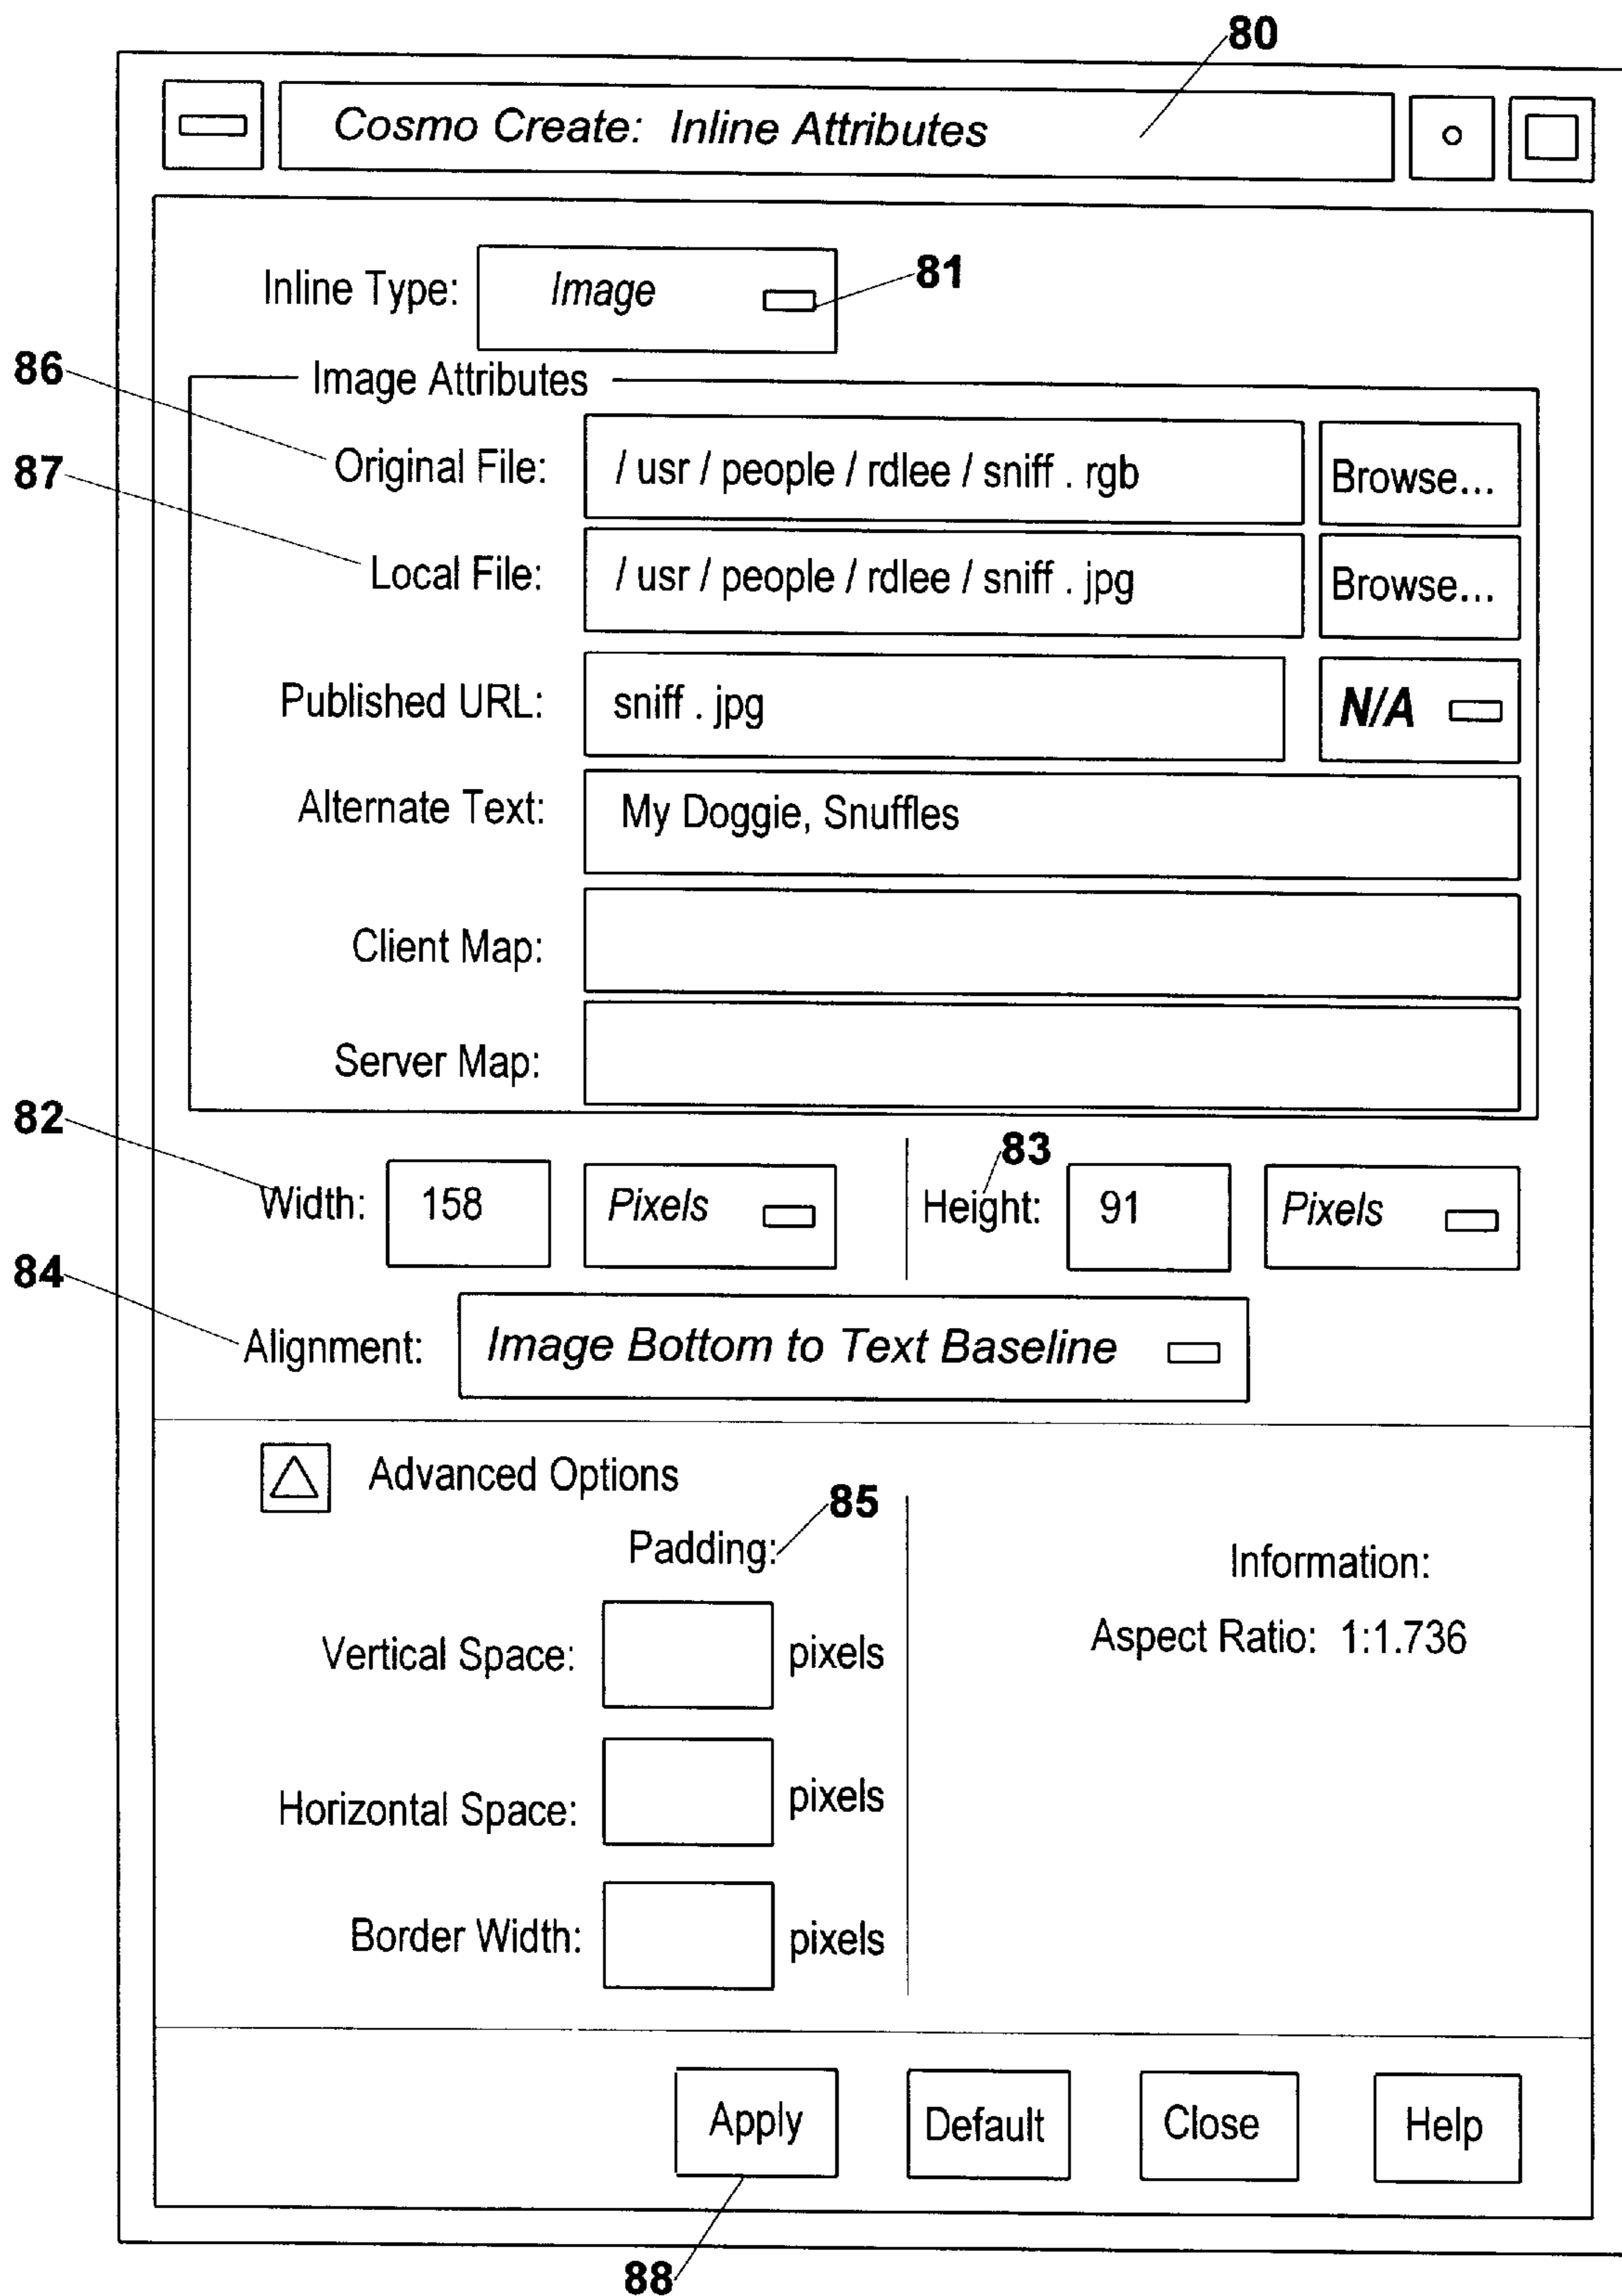 80
Cosmo Create: Inline Attributes
Inline Type: Image 81
86 Image Attributes
Original File: / usr / people / rdlee / sniff . rgb Browse...
87 Local File: / usr / people / rdlee / sniff . jpg Browse...
Published URL: sniff . jpg N/A
Alternate Text: My Doggie, Snuffles
Client Map:
Server Map:
82 83
Width: 158 Pixels Height: 91 Pixels
84
Alignment: Image Bottom to Text Baseline
Advanced Options
85
Padding: Information:
Vertical Space: pixels Aspect Ratio: 1:1.736
Horizontal Space: pixels
Border Width: pixels
Apply Default Close Help
88